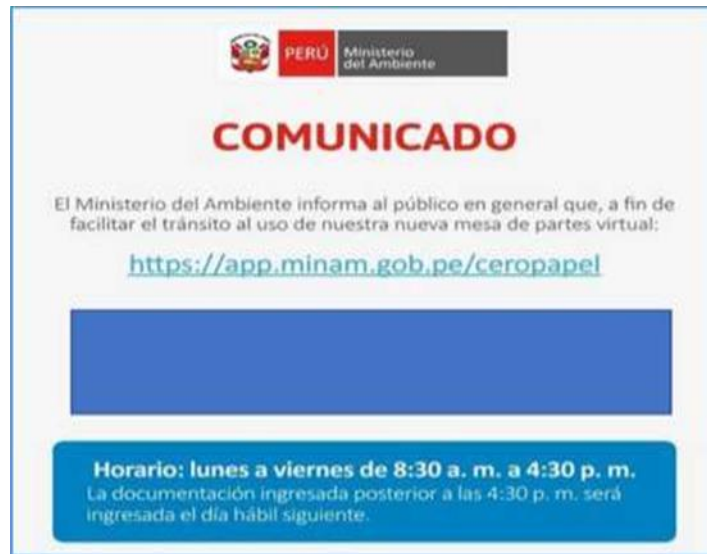 PERÚ
Ministerio
del Ambiente
COMUNICADO
El Ministerio del Ambiente informa al público en general que, a fin de
facilitar el tránsito al uso de nuestra nueva mesa de partes virtual:
https://app.minam.gob.pe/ceropapel
Horario: lunes a viernes de 8:30 a. m. a 4:30 p. m.
La documentación ingresada posterior a las 4:30 p. m. será
ingresada el día hábil siguiente.